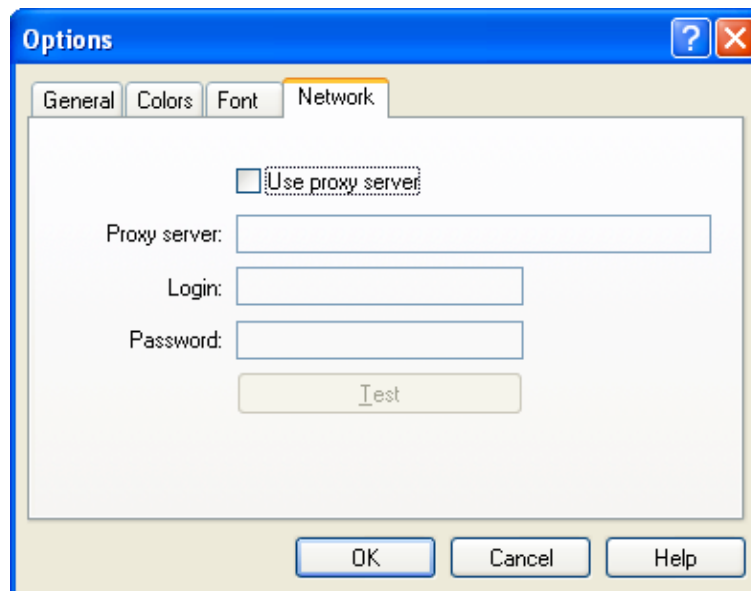 Options
General Colors Font Network
Use proxy server
Proxy server:
Login:
Password:
Test
OK Cancel Help